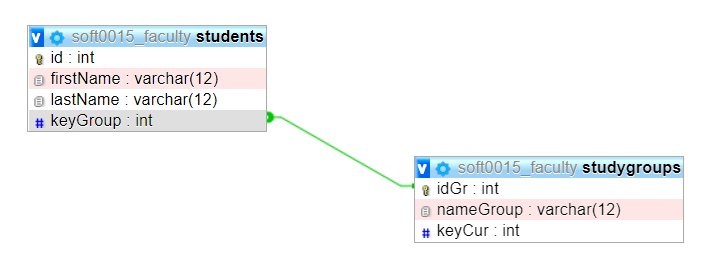 v soft0015_faculty students
id : int
firstName : varchar(12)
lastName : varchar(12)
# keyGroup : int
v soft0015_faculty studygroups
idGr : int
nameGroup : varchar(12)
# keyCur : int